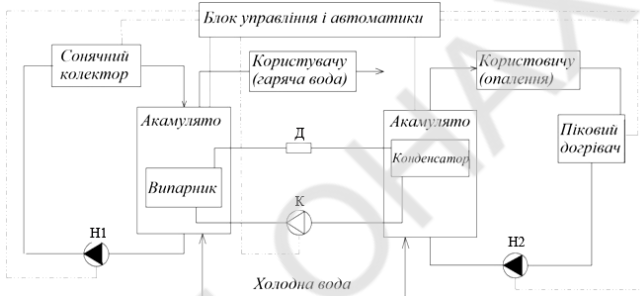 Блок управління і автоматики
Сонячний
колектор
Користувачу
(гаряча вода)
Користовичу
(опалення)
Акамулято
Д
Акамулято
Піковий
догрівач
Випарник
Конденсатор
К
Н1
Н2
Холодна вода
ОНАХ